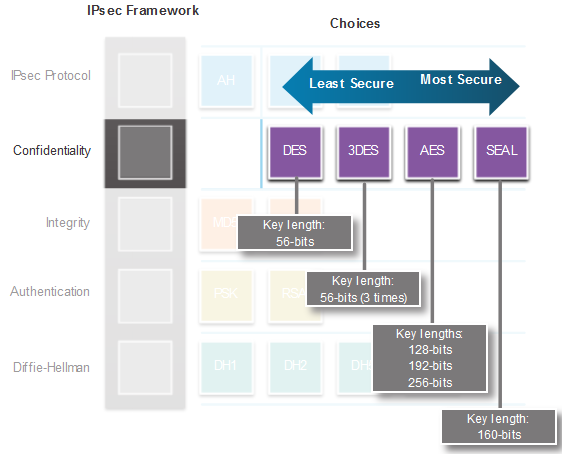 IPsec Framework
Choices
IPsec Protocol
AH
Least Secure
Most Secure
Confidentiality
DES
3DES
AES
SEAL
Integrity
Key length:
56-bits
Key length:
56-bits (3 times)
Authentication
PSK
Key lengths:
128-bits
192-bits
256-bits
Diffie-Hellman
DH1
DH2
Key length:
160-bits